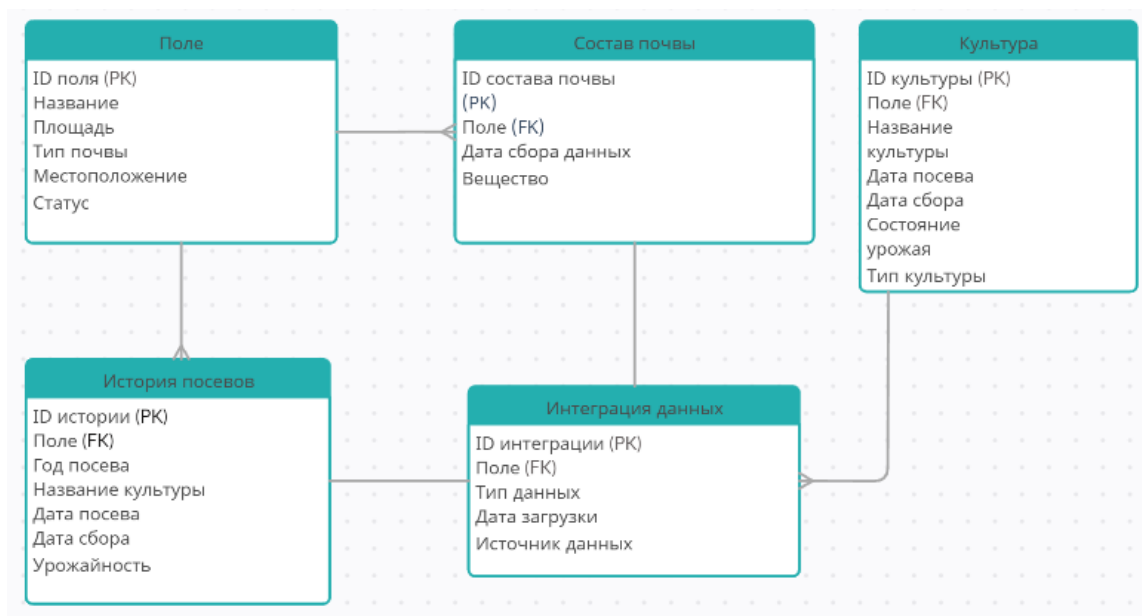 Поле
ID поля (PK)
Название
Площадь
Тип почвы
Местоположение
Статус
Состав почвы
ID состава почвы
(PK)
Поле (FK)
Дата сбора данных
Вещество
Культура
ID культуры (PK)
Поле (FK)
Название
культуры
Дата посева
Дата сбора
Состояние
урожая
Тип культуры
История посевов
ID истории (PK)
Поле (FK)
Год посева
Название культуры
Дата посева
Дата сбора
Урожайность
Интеграция данных
ID интеграции (PK)
Поле (FK)
Тип данных
Дата загрузки
Источник данных